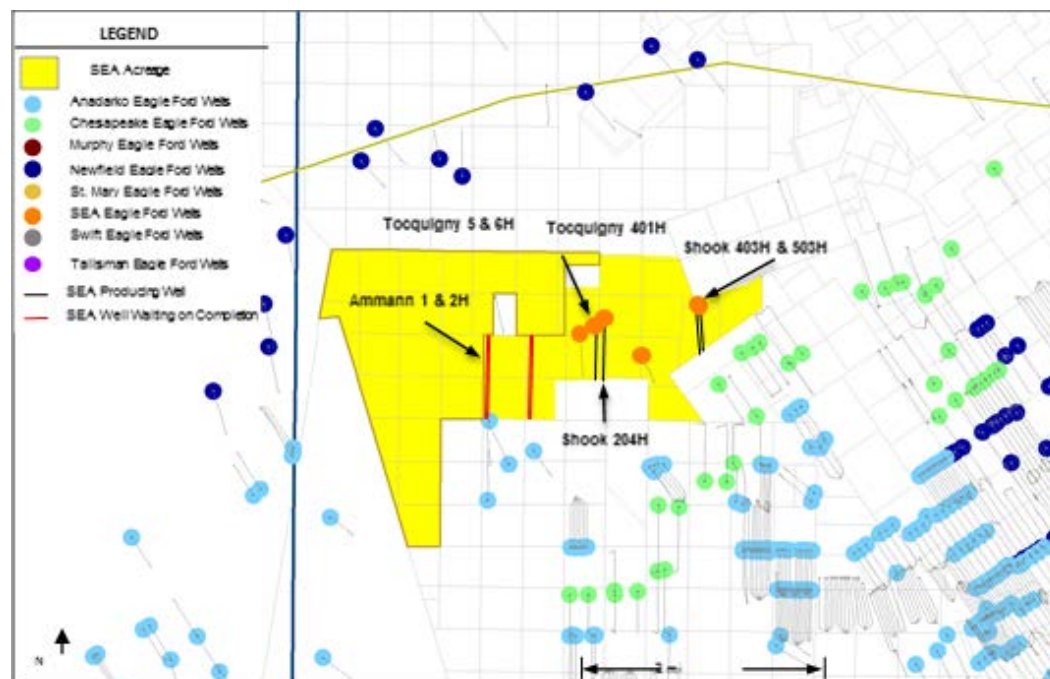 LEGEND
SEA Acreage
Anadarko Eagle Ford Wells
Chesapeake Eagle Ford Wells
Murphy Eagle Ford Wells
Newfield Eagle Ford Wells
St. Mary Eagle Ford Wells
SEA Eagle Ford Wells
Swift Eagle Ford Wells
Tallisman Eagle Ford Wells
SEA Producing Well
SEA Well Waiting on Completion
Tocquigny 5 & 6H
Tocquigny 401H
Shook 403H & 503H
Ammann 1 & 2H
Shook 204H
N